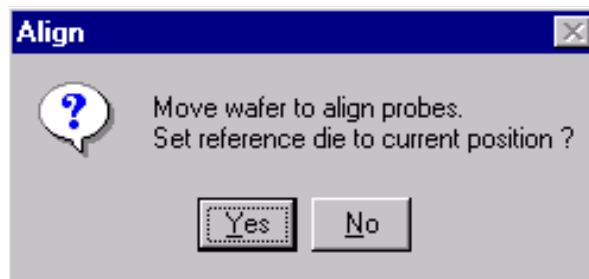 Align
Move wafer to align probes.
Set reference die to current position ?
Yes No